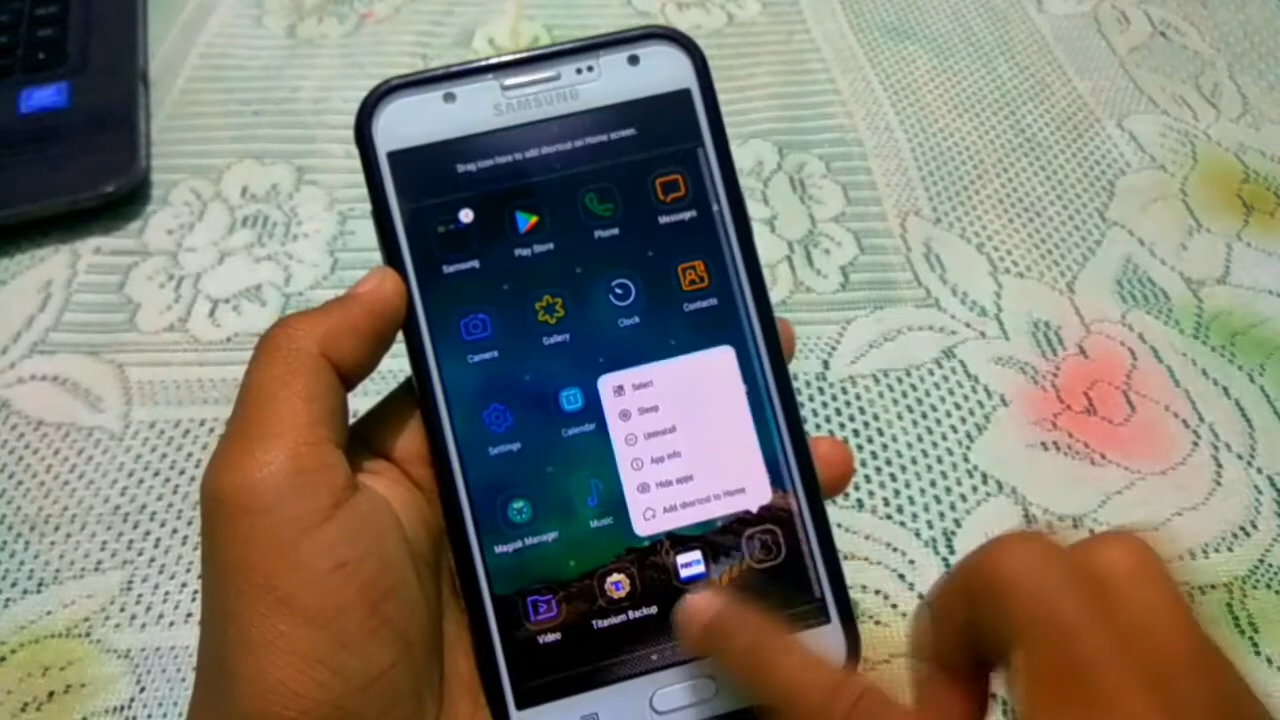 SAMSUNG
Drag icon here to add shortcut on Home screen.
Samsung
Play Store
Phone
Messages
Camera
Gallery
Clock
Contacts
Settings
Calendar
Select
Sleep
Uninstall
App info
Hide apps
Add shortcut to Home
Magisk Manager
Music
Video
Titanium Backup
Paytm